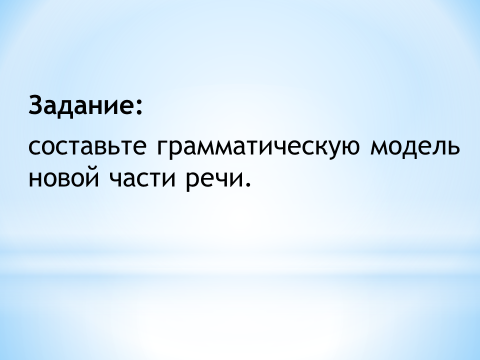 Задание:
составьте грамматическую модель
новой части речи.